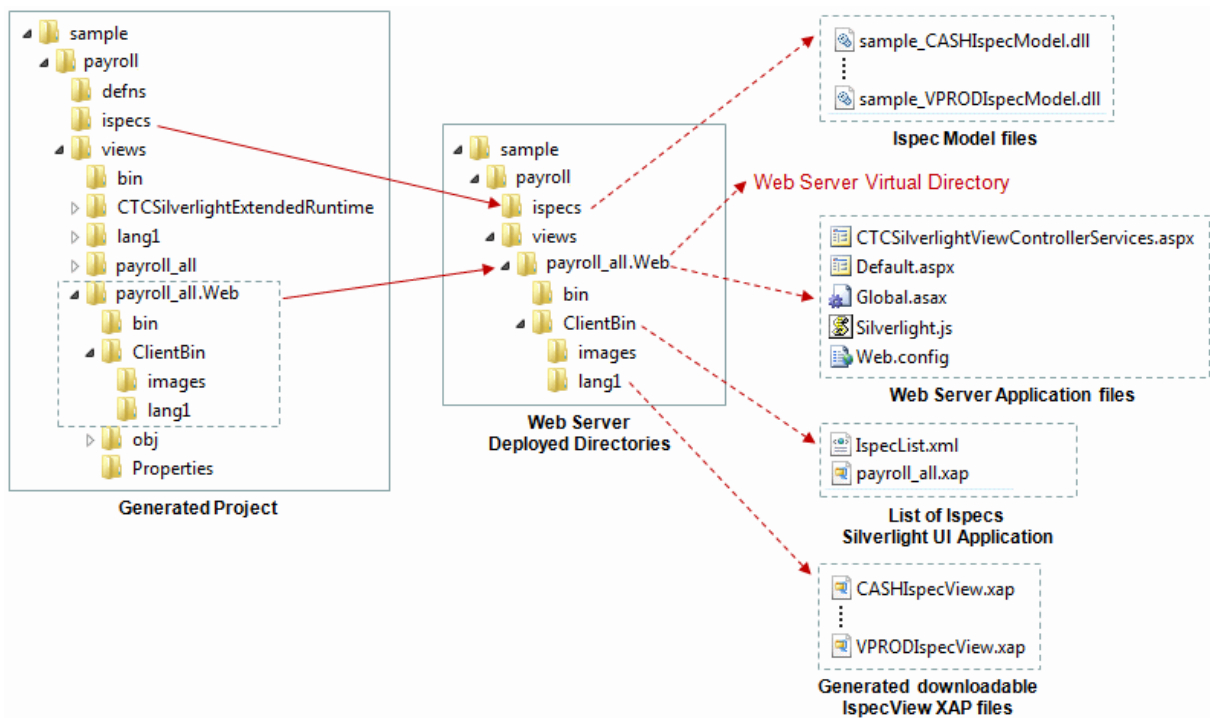 sample
payroll
defns
ispecs
views
bin
CTCSilverlightExtendedRuntime
lang1
payroll_all
payroll_all.Web
bin
ClientBin
images
lang1
obj
Properties
Generated Project
sample
payroll
ispecs
views
payroll_all.Web
bin
ClientBin
images
lang1
Web Server
Deployed Directories
sample_CASHIspecModel.dll
sample_VPRODIspecModel.dll
Ispec Model files
Web Server Virtual Directory
CTCSilverlightViewControllerServices.aspx
Default.aspx
Global.asax
Silverlight.js
Web.config
Web Server Application files
IspecList.xml
payroll_all.xap
List of Ispecs
Silverlight UI Application
CASHIspecView.xap
VPRODIspecView.xap
Generated downloadable
IspecView XAP files